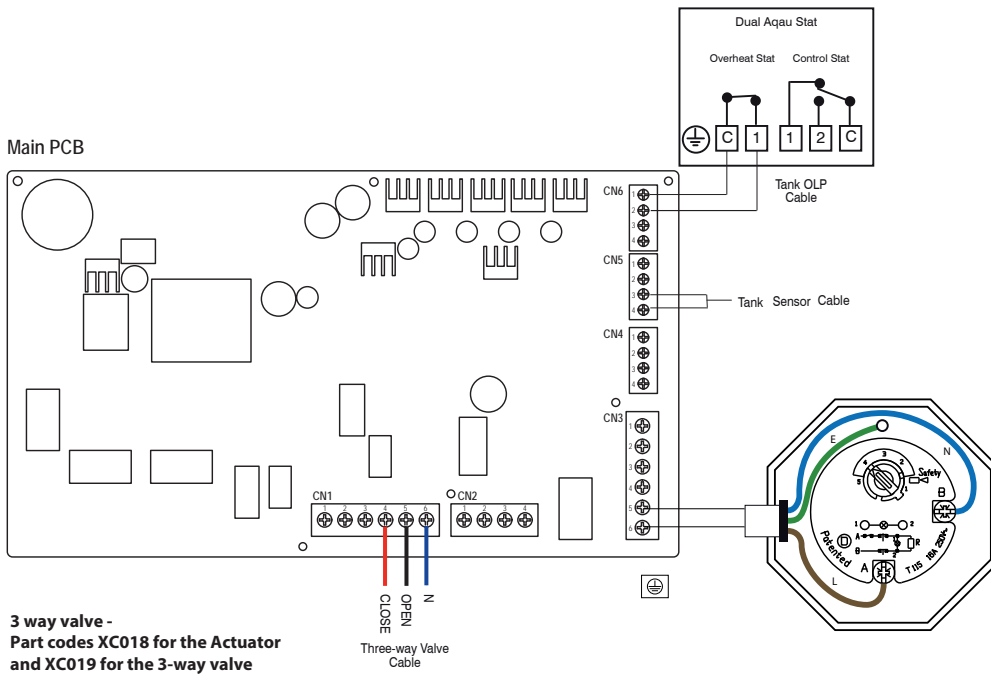 Dual Aqau Stat
Overheat Stat Control Stat
C 1 1 2 C
Main PCB
Tank OLP
Cable
CN6
1
2
3
4
CN5
1
2
3
4
Tank Sensor Cable
CN4
1
2
3
4
CN3
1
2
3
4
5
6
CN1
1 2 3 4 5 6
CN2
1 2 3 4
CLOSE
OPEN
N
Three-way Valve
Cable
E
N
L
5 4 3 2 1
Safety
B
1 2
A
B
R
2
Patented
A
T 115 16A 250V~
3 way valve -
Part codes XC018 for the Actuator
and XC019 for the 3-way valve